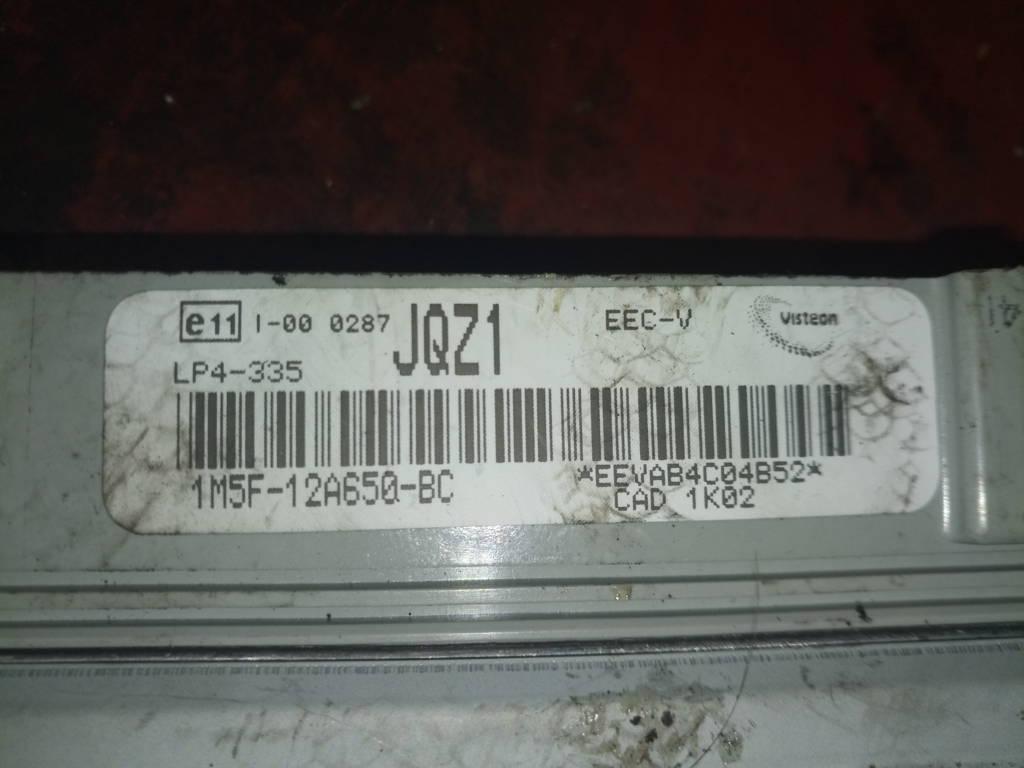 e11 I-00 0287 JQZ1 EEC-V Visteon
LP4-335
1M5F-12A650-BC *EEVAB4C04B52*
CAD 1K02